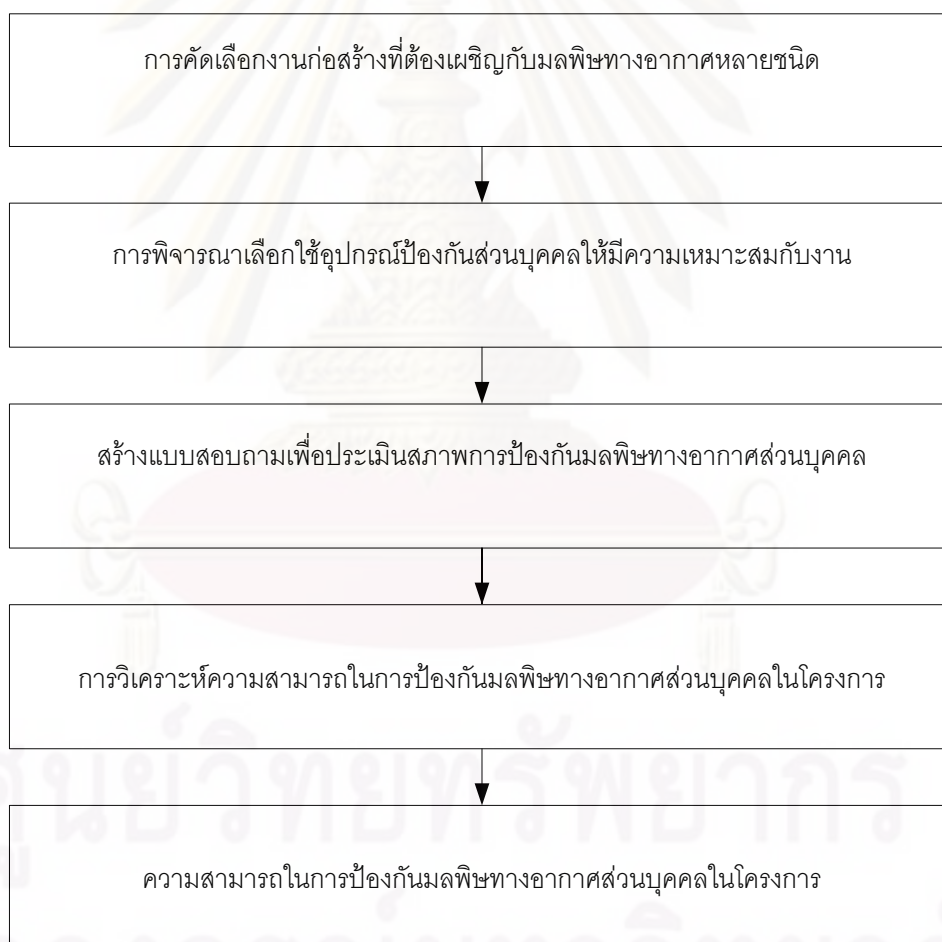 การคัดเลือกงานก่อสร้างที่ต้องเผชิญกับมลพิษทางอากาศหลายชนิด
การพิจารณาเลือกใช้อุปกรณ์ป้องกันส่วนบุคคลให้มีความเหมาะสมกับงาน
สร้างแบบสอบถามเพื่อประเมินสภาพการป้องกันมลพิษทางอากาศส่วนบุคคล
การวิเคราะห์ความสามารถในการป้องกันมลพิษทางอากาศส่วนบุคคลในโครงการ
ศูนย์วิทยทรัพยากร
ความสามารถในการป้องกันมลพิษทางอากาศส่วนบุคคลในโครงการ